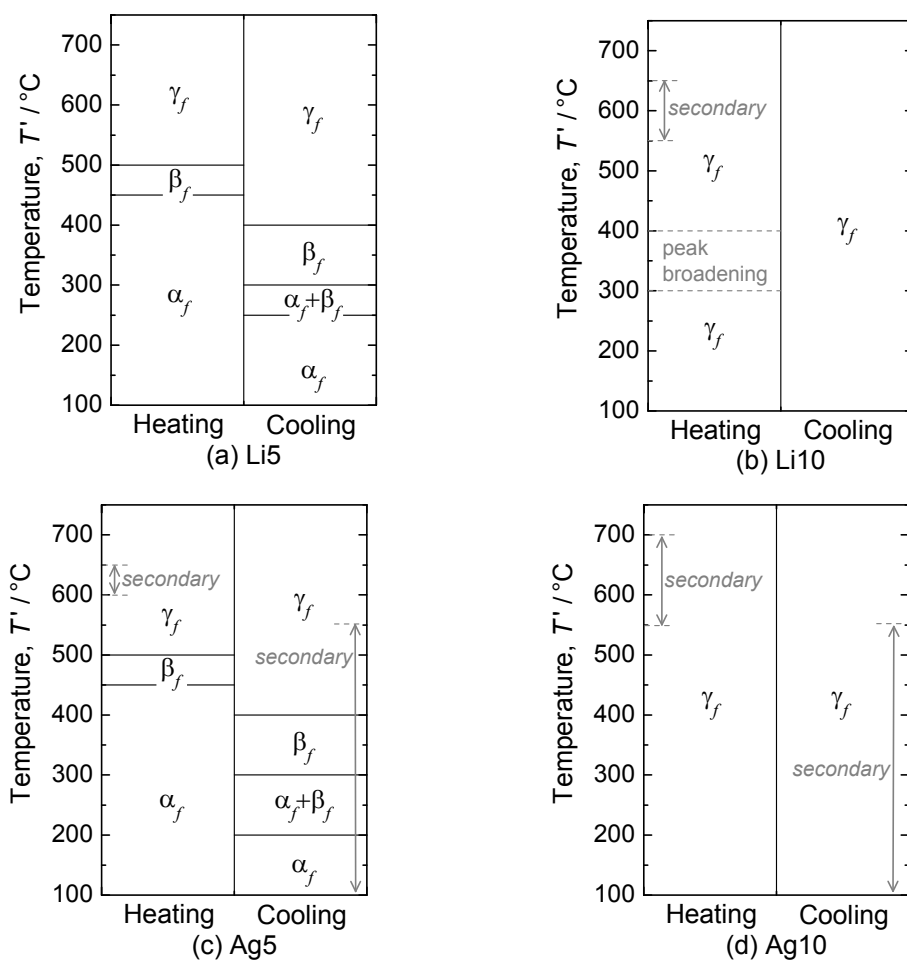 Temperature, T' / °C
700
600
500
400
300
200
100
γf
βf
αf
γf
βf
αf+βf
αf
Heating Cooling
(a) Li5
Temperature, T' / °C
700
600
500
400
300
200
100
secondary
γf
peak
broadening
γf
γf
Heating Cooling
(b) Li10
Temperature, T' / °C
700
600
500
400
300
200
100
secondary
γf
βf
αf
γf
secondary
βf
αf+βf
αf
Heating Cooling
(c) Ag5
Temperature, T' / °C
700
600
500
400
300
200
100
secondary
γf
γf
secondary
Heating Cooling
(d) Ag10